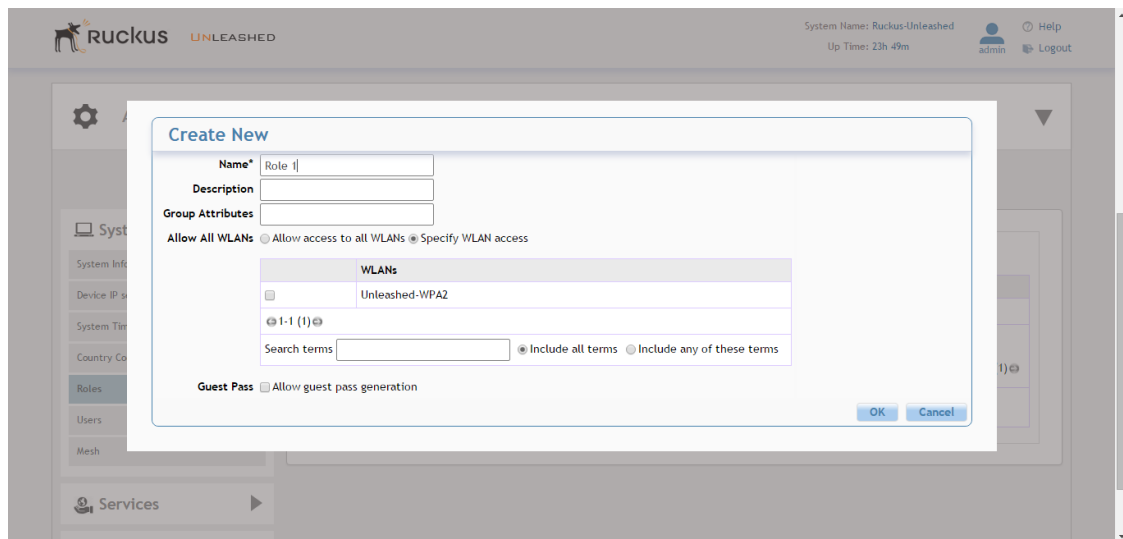 RUCKUS UNLEASHED
System Name: Ruckus-Unleashed
Up Time: 23h 49m
admin
Help
Logout
Create New
Name* Role 1
Description
Group Attributes
Allow All WLANs Allow access to all WLANs Specify WLAN access
WLANs
Unleashed-WPA2
1-1 (1)
Search terms Include all terms Include any of these terms
Guest Pass Allow guest pass generation
OK Cancel
A
Syst
System Info
Device IP se
System Tim
Country Co
Roles
Users
Mesh
Services
1)